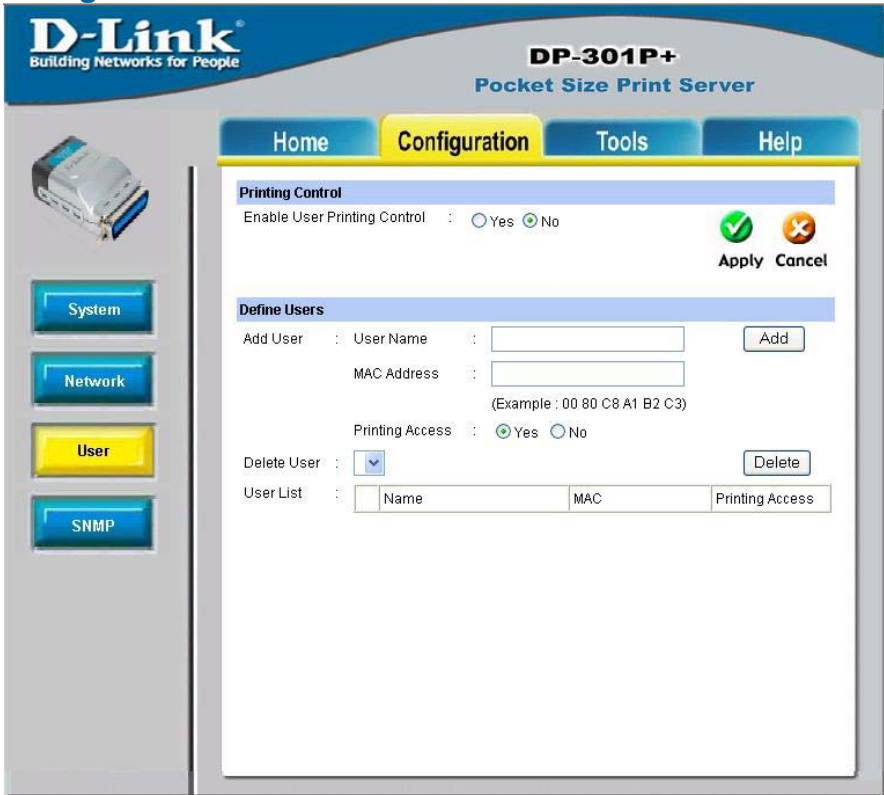 D-Link®
Building Networks for People
DP-301P+
Pocket Size Print Server
Home Configuration Tools Help
Printing Control
Enable User Printing Control : Yes No
Apply Cancel
System
Network
User
SNMP
Define Users
Add User : User Name : Add
MAC Address :
(Example : 00 80 C8 A1 B2 C3)
Printing Access : Yes No
Delete User : Delete
User List : Name MAC Printing Access